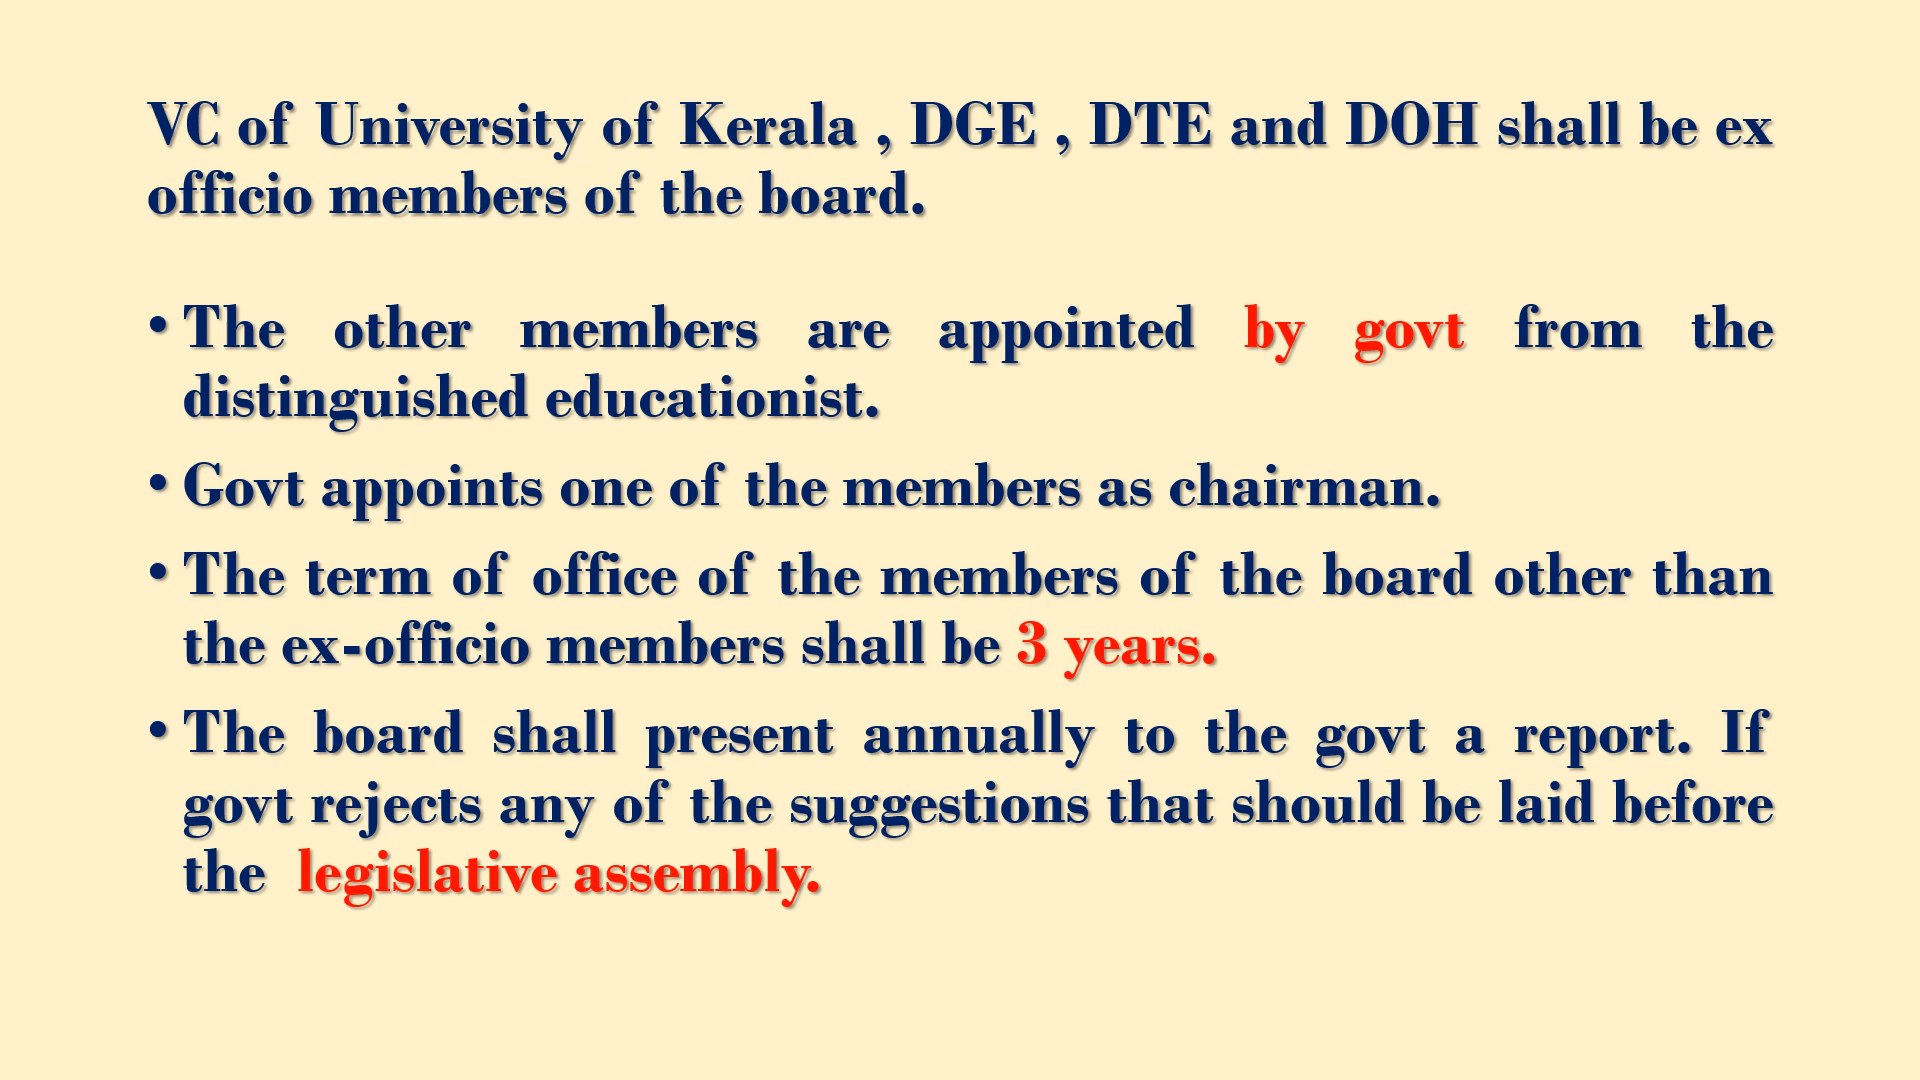 VC of University of Kerala , DGE , DTE and DOH shall be ex
officio members of the board.
• The other members are appointed by govt from the
distinguished educationist.
• Govt appoints one of the members as chairman.
• The term of office of the members of the board other than
the ex-officio members shall be 3 years.
• The board shall present annually to the govt a report. If
govt rejects any of the suggestions that should be laid before
the legislative assembly.